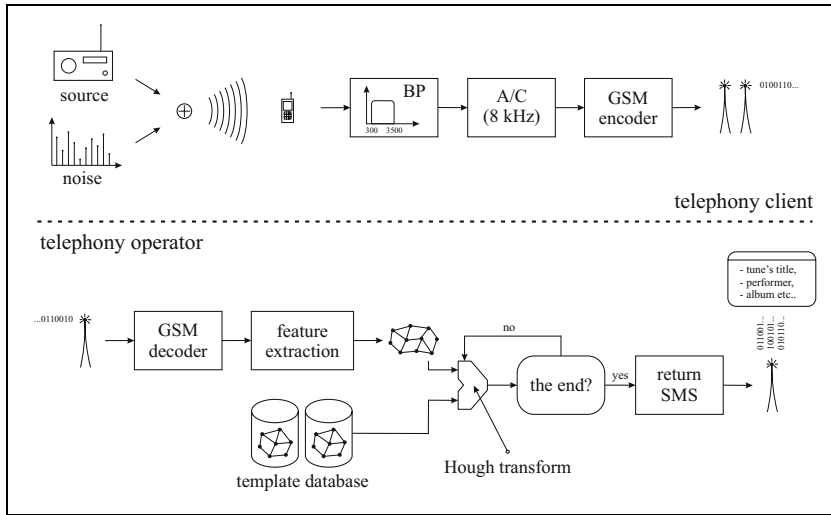 source
noise
BP
300 3500
A/C
(8 kHz)
GSM
encoder
0100110...
telephony client
telephony operator
...0110010
GSM
decoder
feature
extraction
template database
Hough transform
no
the end?
yes
return
SMS
- tune's title,
- performer,
- album etc..
011001...
100101...
010110...